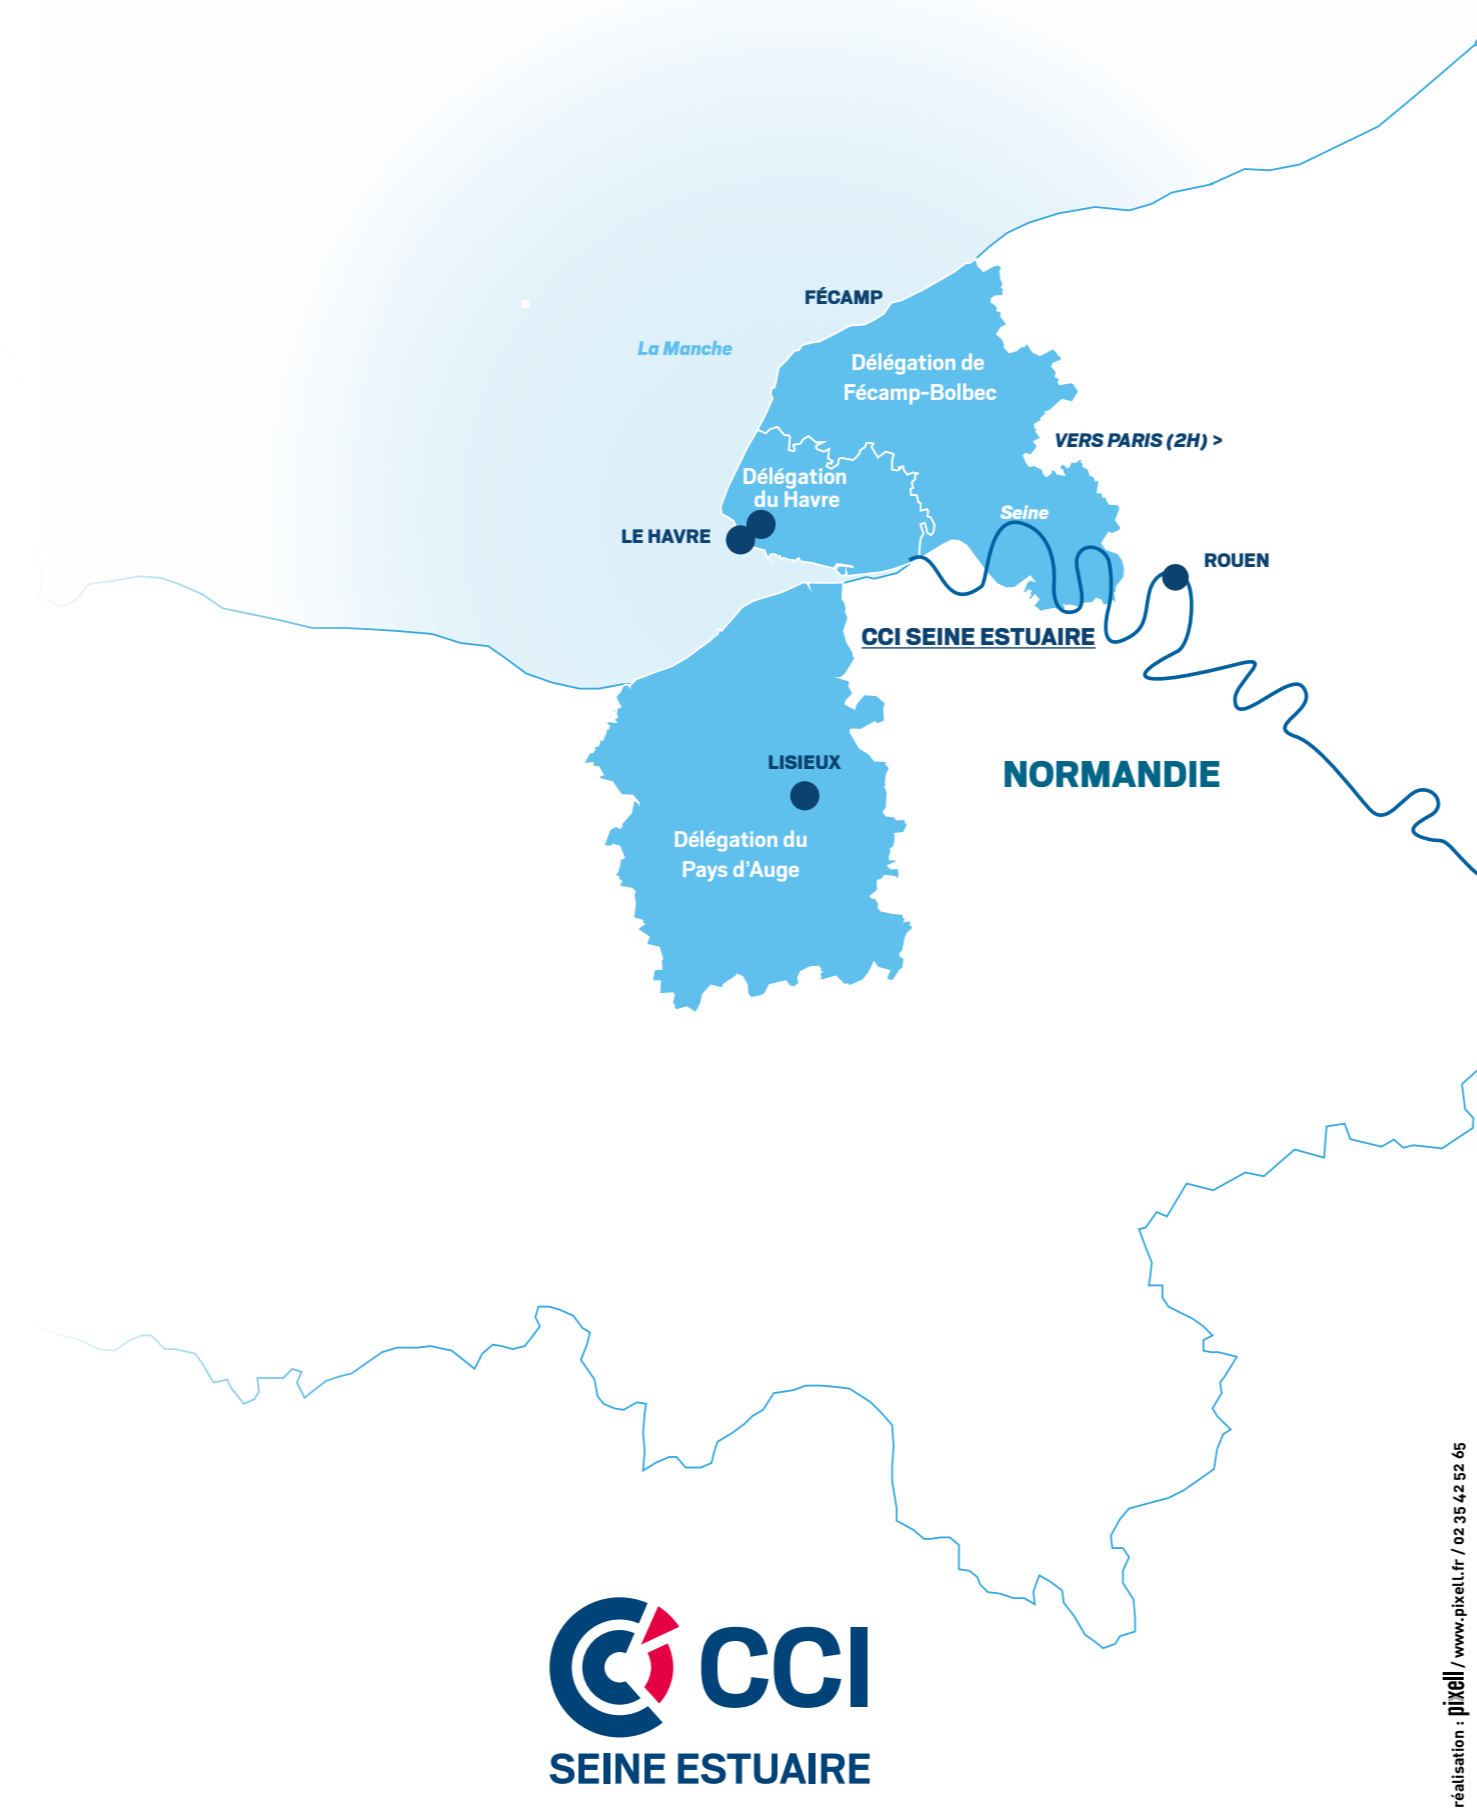 FÉCAMP
La Manche
Délégation de
Fécamp-Bolbec
VERS PARIS (2H) >
Délégation
du Havre
Seine
LE HAVRE
ROUEN
CCI SEINE ESTUAIRE
LISIEUX
NORMANDIE
Délégation du
Pays d’Auge
CCI
SEINE ESTUAIRE
réalisation : pixell / www.pixell.fr / 02 35 42 52 65